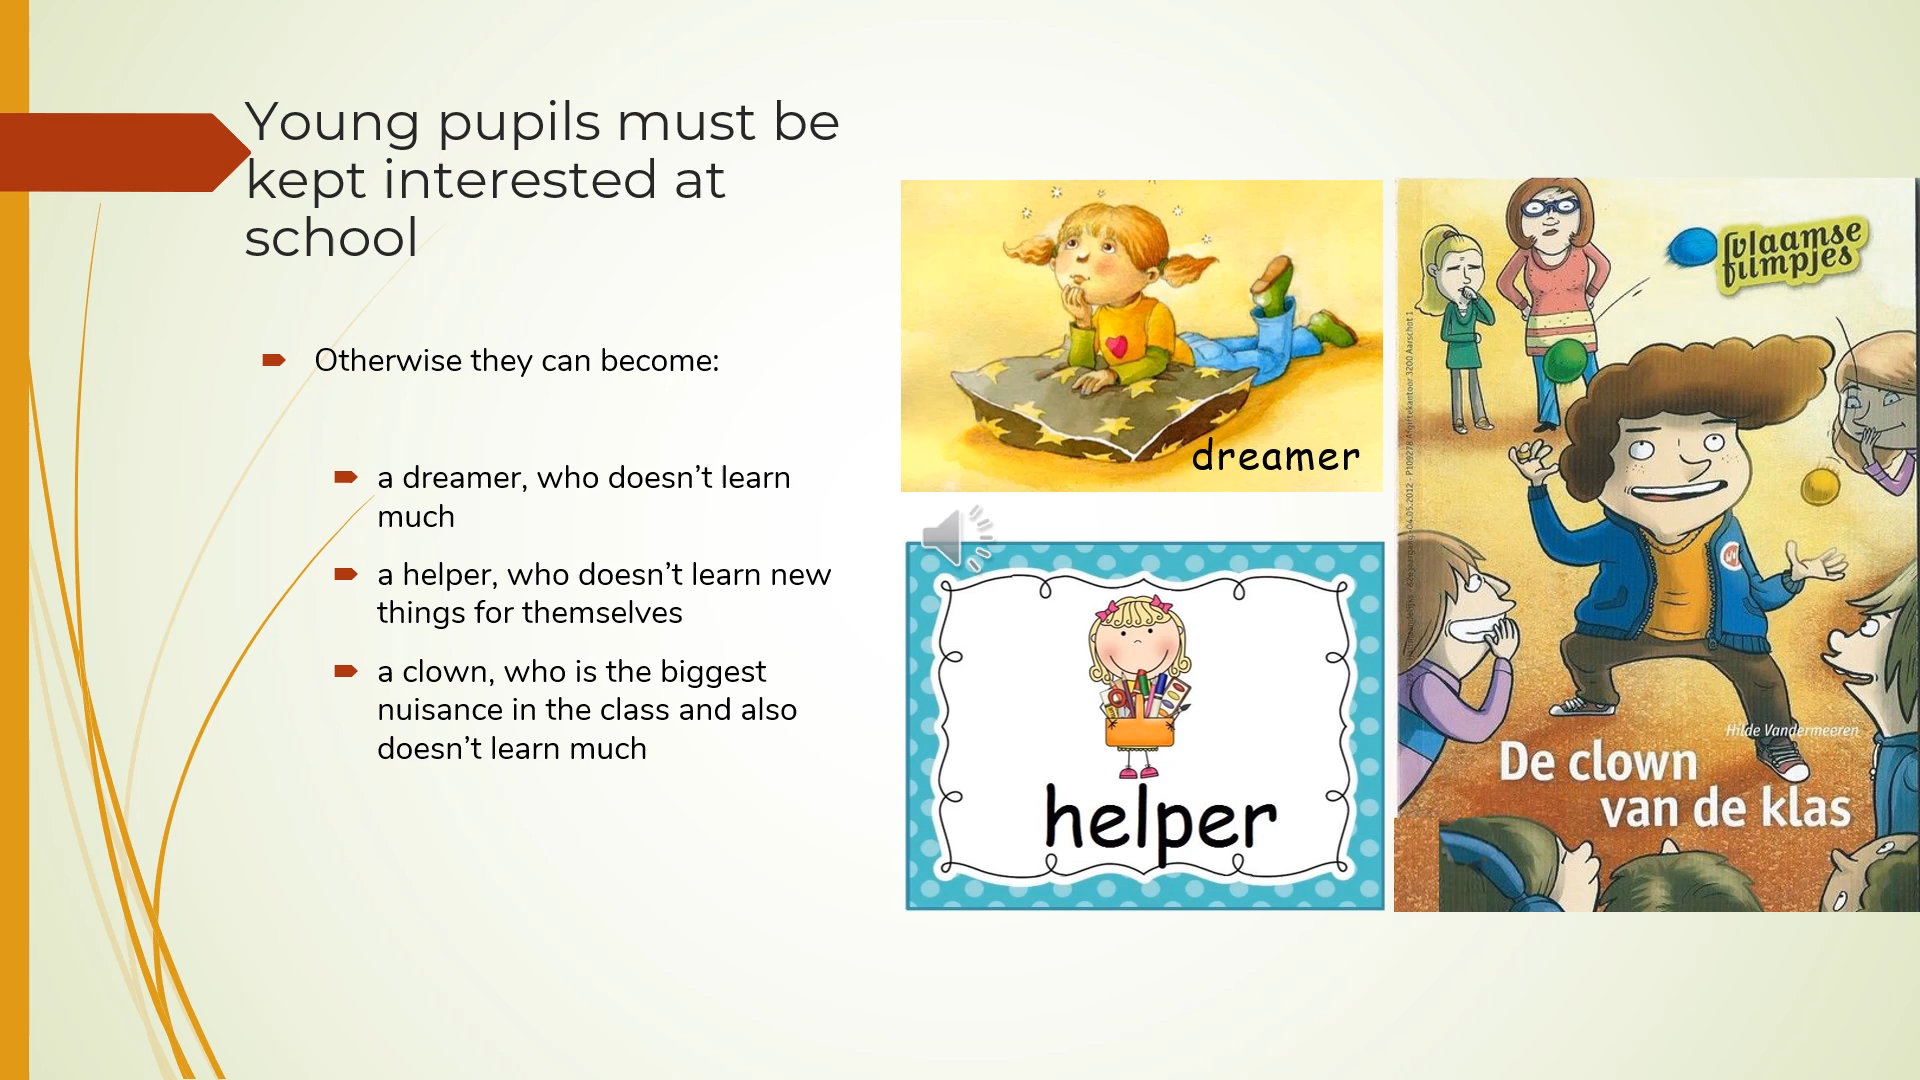 Young pupils must be
kept interested at
school
Otherwise they can become:
a dreamer, who doesn’t learn
much
a helper, who doesn’t learn new
things for themselves
a clown, who is the biggest
nuisance in the class and also
doesn’t learn much
dreamer
helper
vlaamse
filmpjes
Hilde Vandermeeren
De clown
van de klas